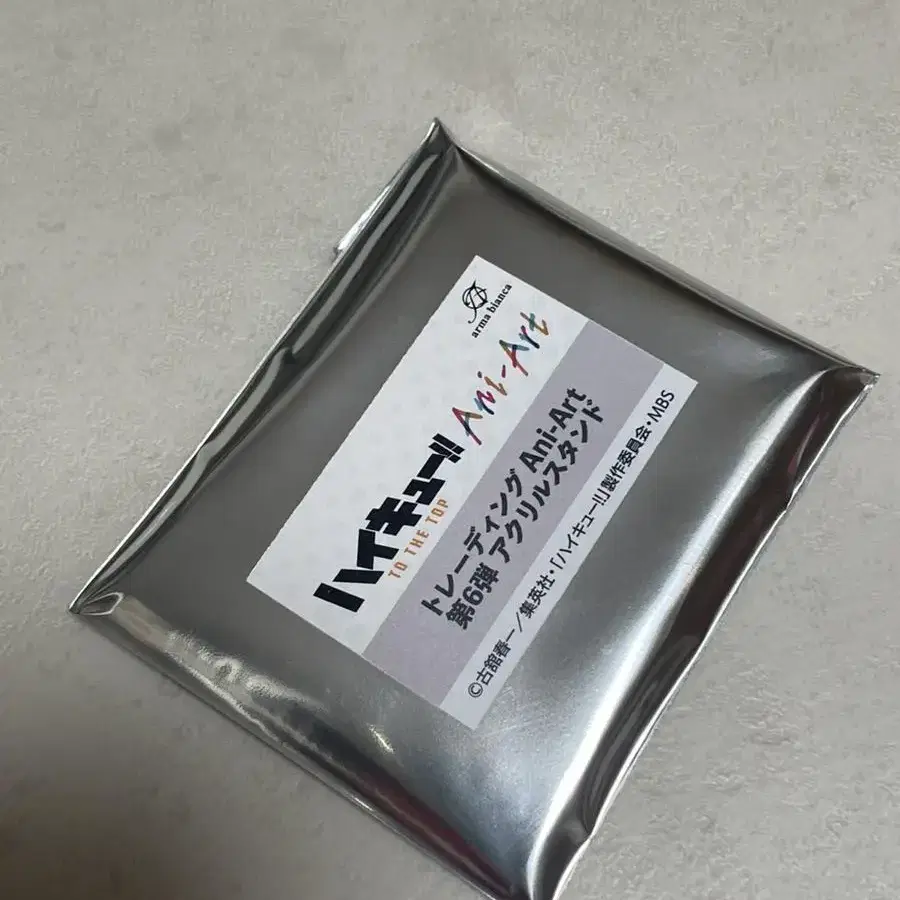 arma bianca
ハイキュー!! Ani-Art
TO THE TOP
トレーディング Ani-Art
第6弾 アクリルスタンド
©古舘春一／集英社・「ハイキュー!!」製作委員会・MBS